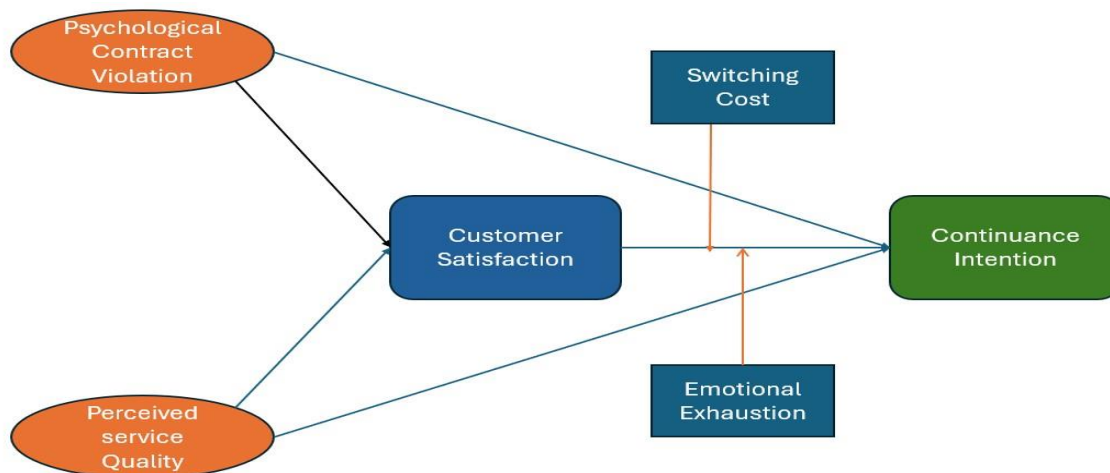 Psychological
Contract
Violation
Switching
Cost
Customer
Satisfaction
Continuance
Intention
Emotional
Exhaustion
Perceived
service
Quality